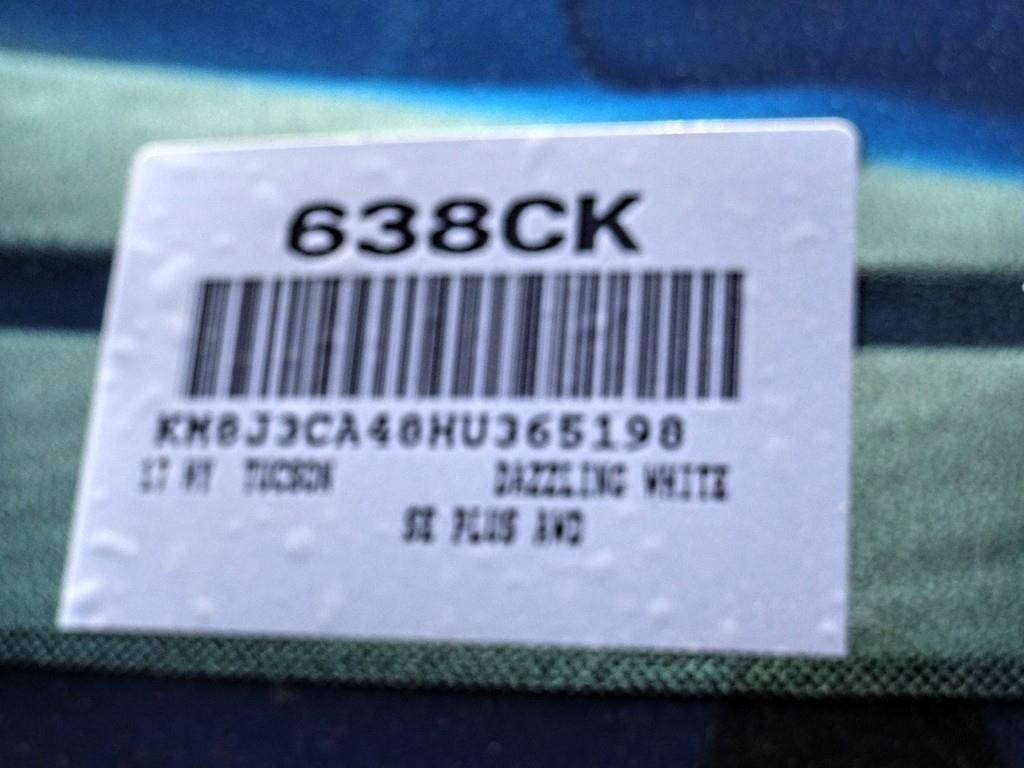 638CK
KM8J3CA40HU365198
17 HY TUCSON DAZZLING WHITE
SE PLUS AWD